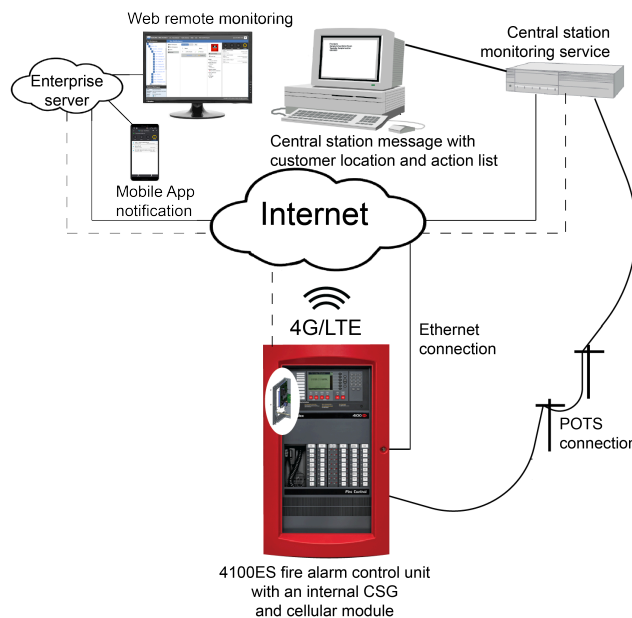 Web remote monitoring
Central station
monitoring service
Enterprise
server
Central station message with
customer location and action list
Mobile App
notification
Internet
4G/LTE
Ethernet
connection
POTS
connection
4100ES fire alarm control unit
with an internal CSG
and cellular module